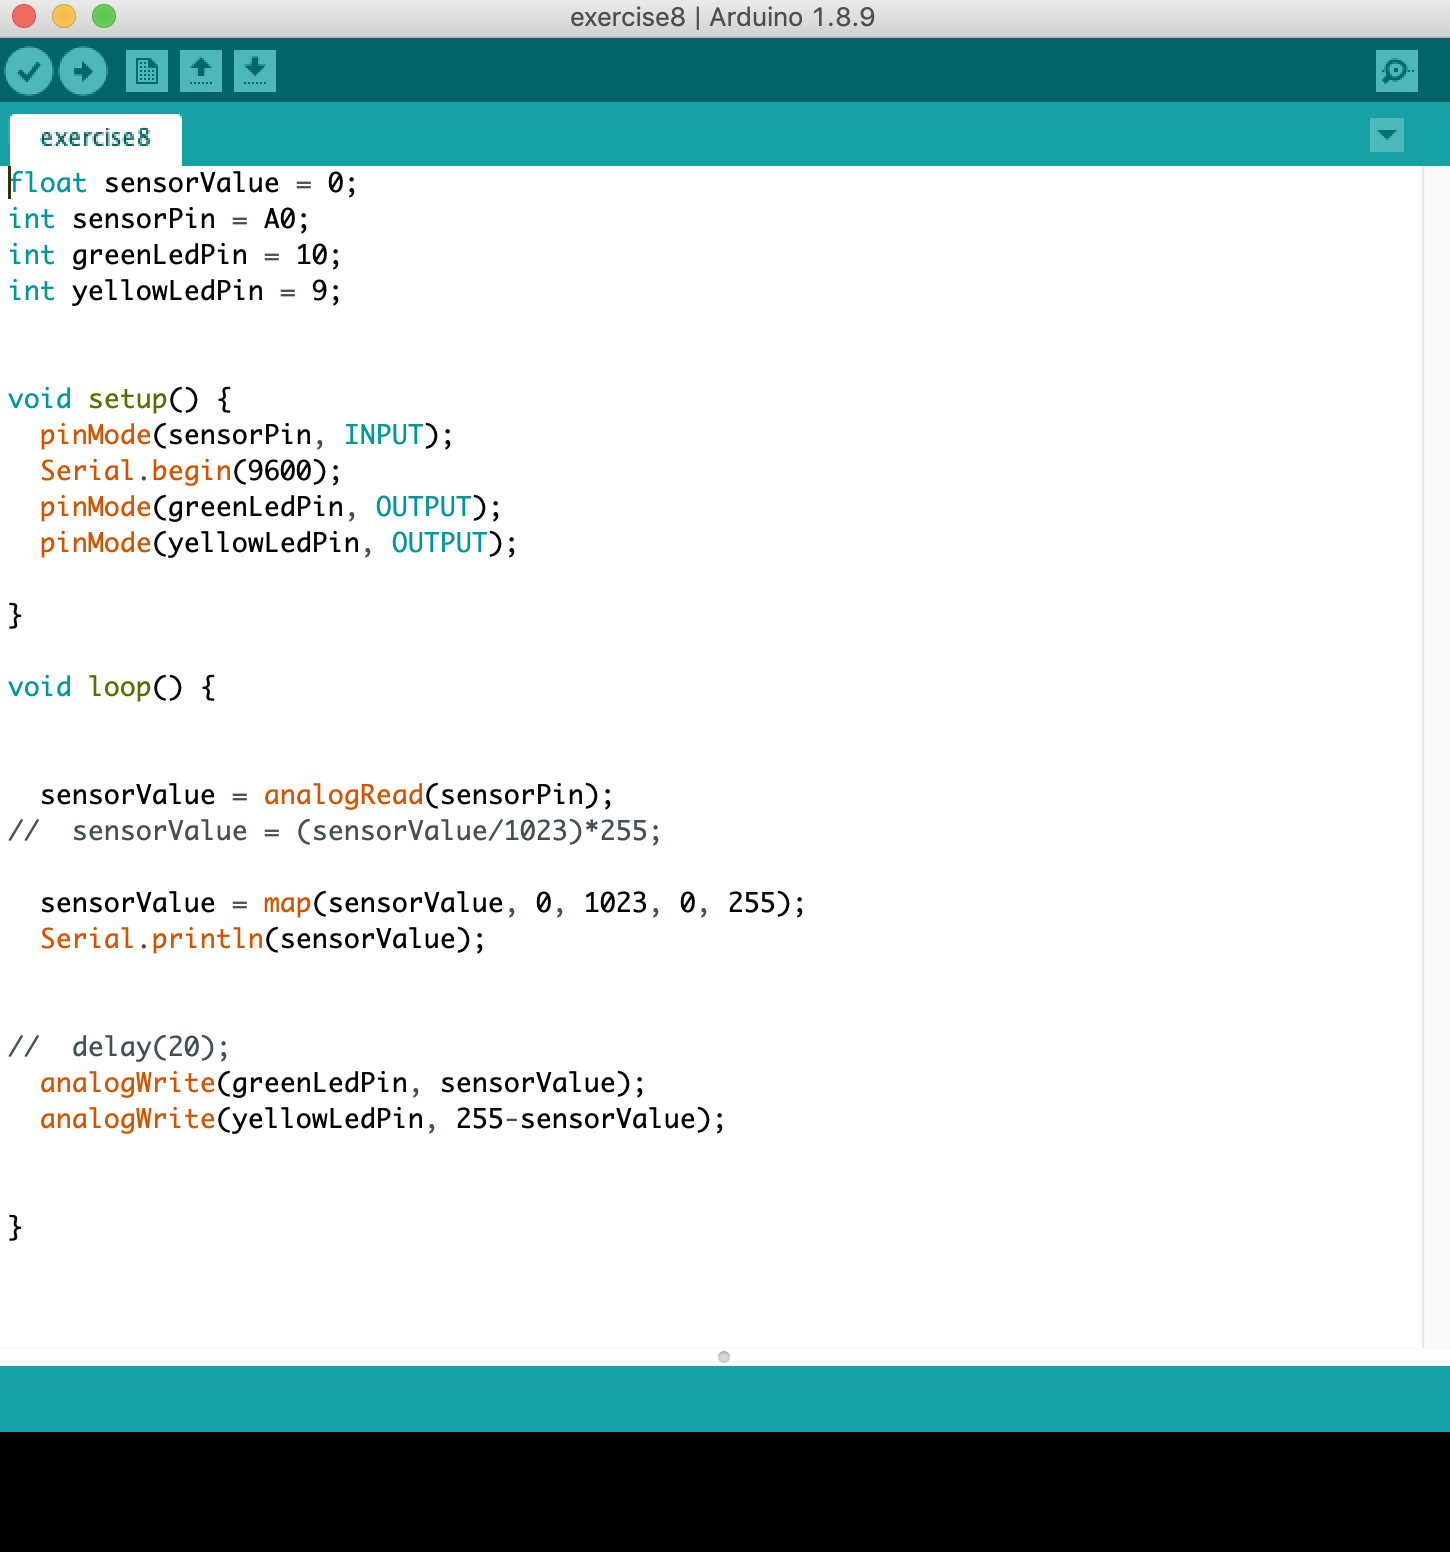 exercise8 | Arduino 1.8.9
exercise8
float sensorValue = 0;
int sensorPin = A0;
int greenLedPin = 10;
int yellowLedPin = 9;
void setup() {
  pinMode(sensorPin, INPUT);
  Serial.begin(9600);
  pinMode(greenLedPin, OUTPUT);
  pinMode(yellowLedPin, OUTPUT);
}
void loop() {
  sensorValue = analogRead(sensorPin);
//  sensorValue = (sensorValue/1023)*255;
  sensorValue = map(sensorValue, 0, 1023, 0, 255);
  Serial.println(sensorValue);
//  delay(20);
  analogWrite(greenLedPin, sensorValue);
  analogWrite(yellowLedPin, 255-sensorValue);
}